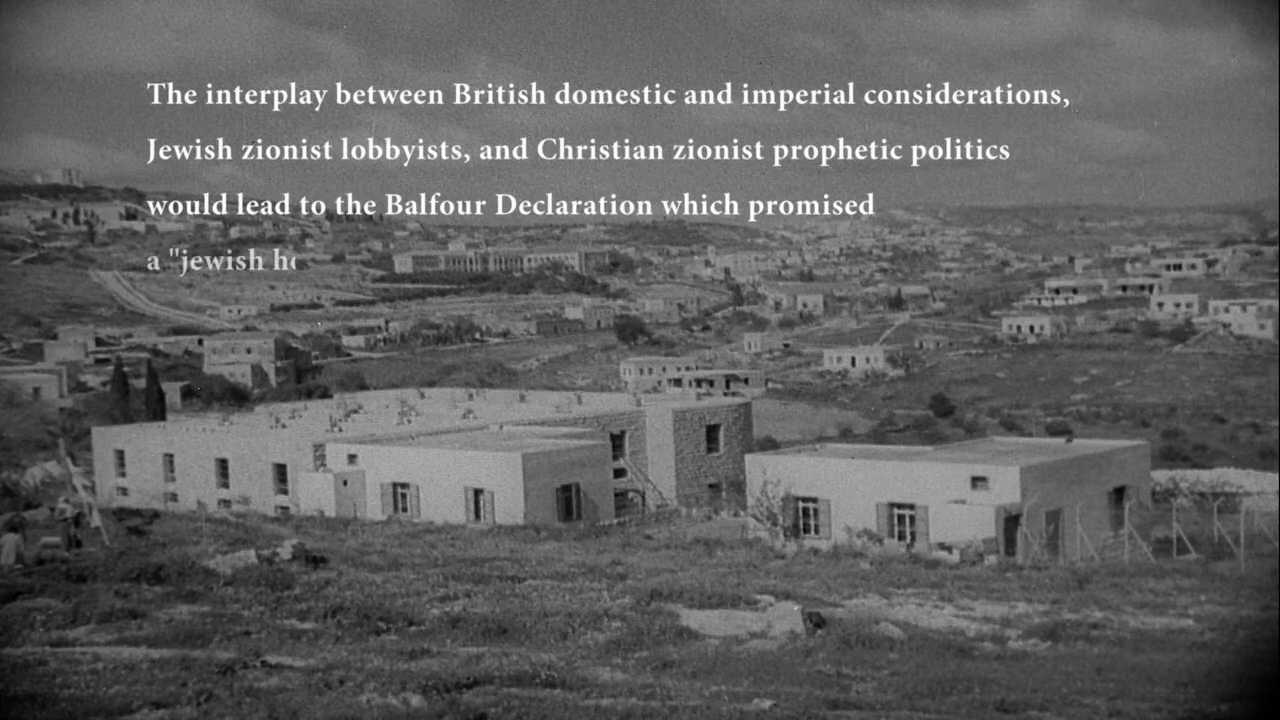 The interplay between British domestic and imperial considerations,
Jewish zionist lobbyists, and Christian zionist prophetic politics
would lead to the Balfour Declaration which promised
a "jewish